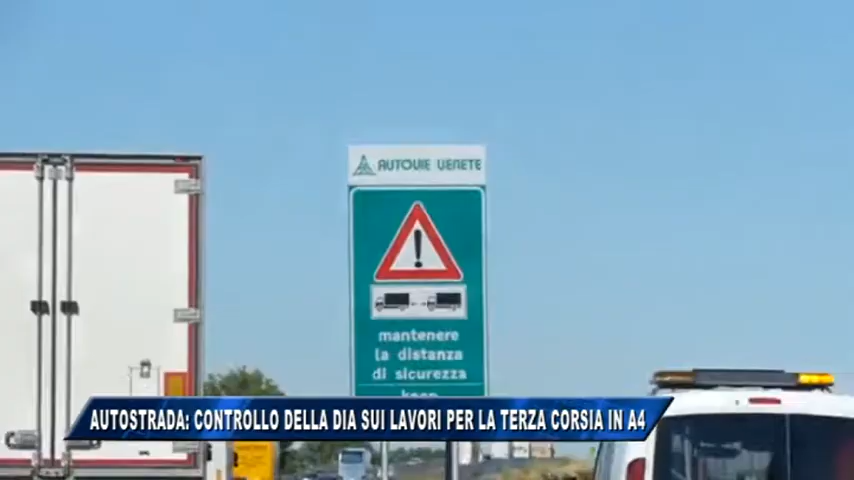 AUTOVIE VENETE
mantenere
la distanza
di sicurezza
keep
AUTOSTRADA: CONTROLLO DELLA DIA SUI LAVORI PER LA TERZA CORSIA IN A4